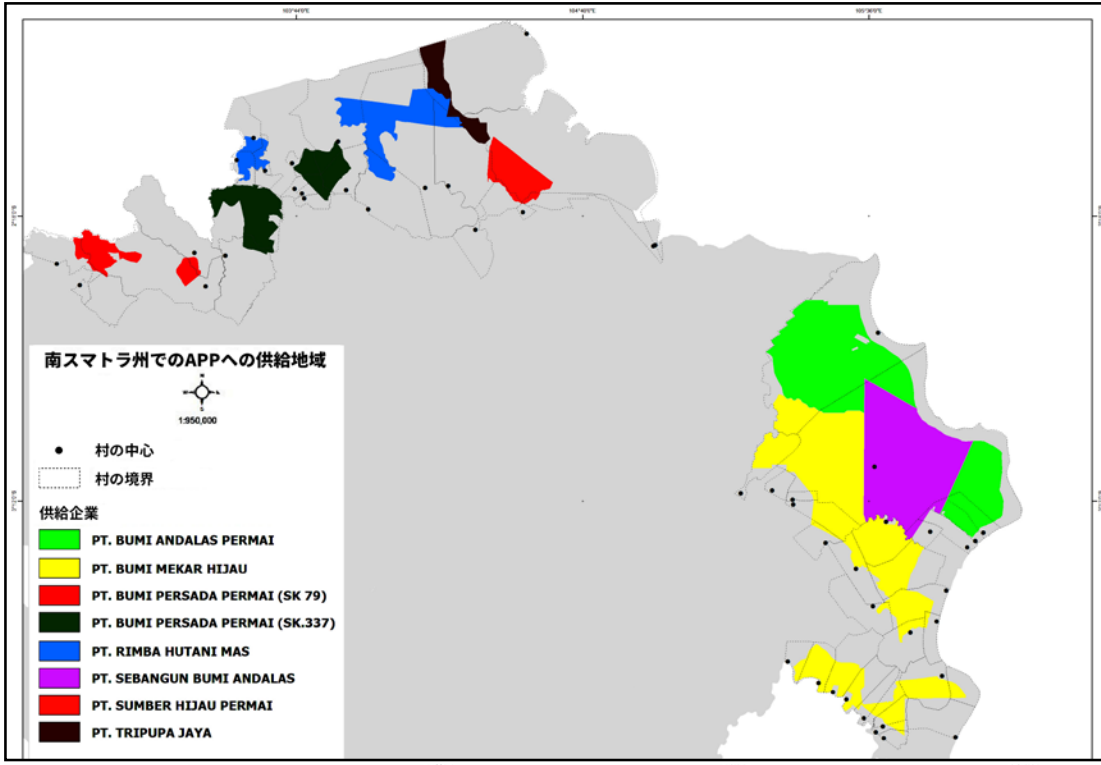 南スマトラ州でのAPPへの供給地域
N
W
S
1:950,000
村の中心
村の境界
供給企業
PT. BUMI ANDALAS PERMAI
PT. BUMI MEKAR HIJAU
PT. BUMI PERSADA PERMAI (SK 79)
PT. BUMI PERSADA PERMAI (SK.337)
PT. RIMBA HUTANI MAS
PT. SEBANGUN BUMI ANDALAS
PT. SUMBER HIJAU PERMAI
PT. TRIPUPA JAYA